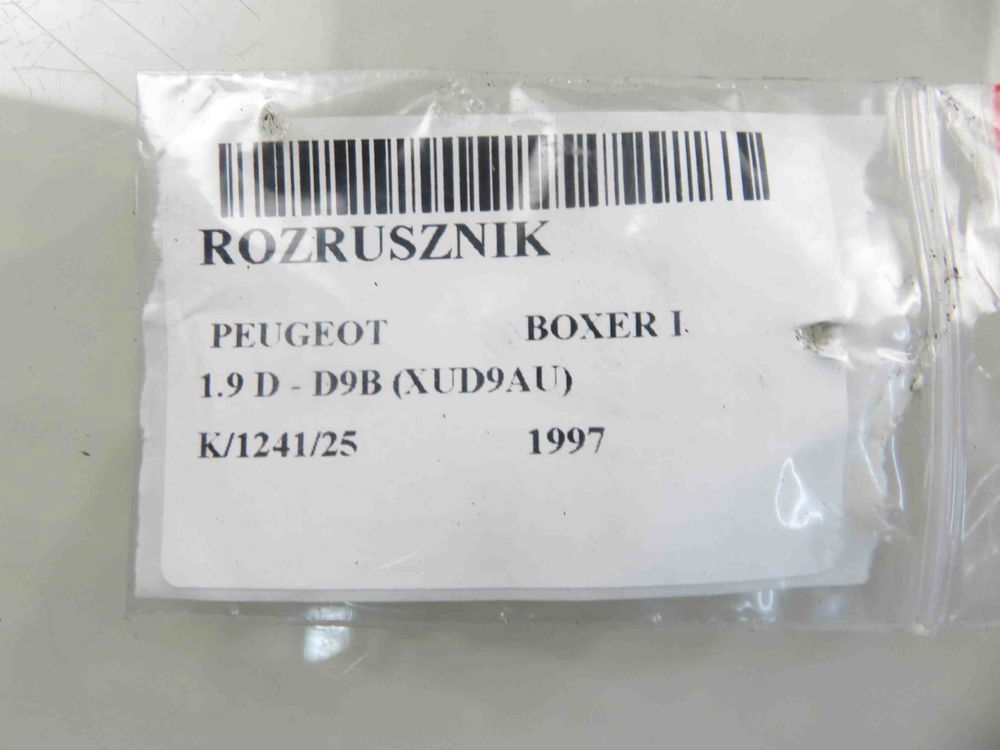 ROZRUSZNIK
PEUGEOT BOXER I
1.9 D - D9B (XUD9AU)
K/1241/25 1997